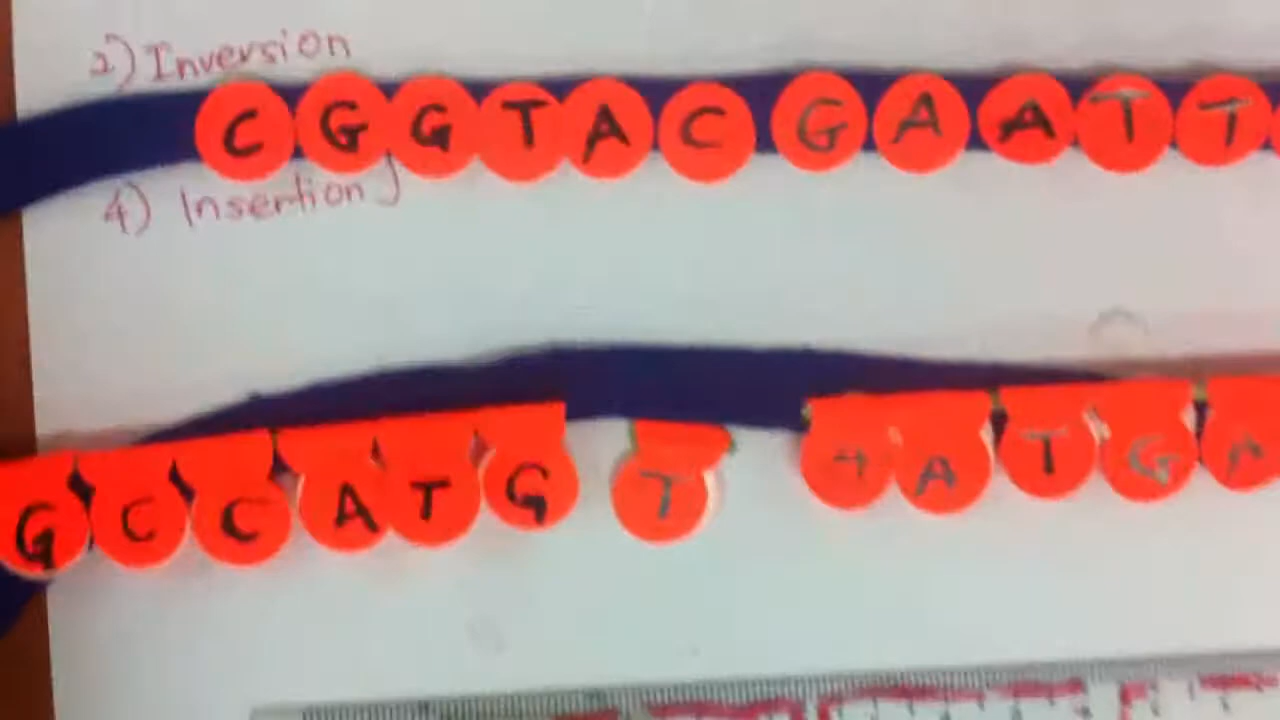 2) Inversion
C G G T A C G A A T T
4) Insertion
G C C A T G T A A T G A